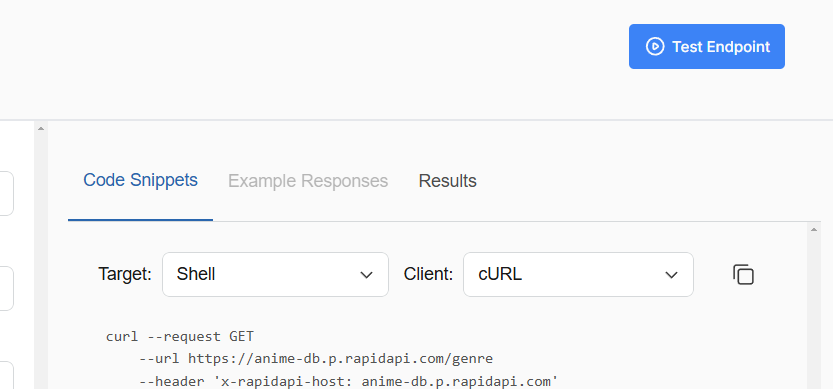 Test Endpoint
Code Snippets Example Responses Results
Target: Shell Client: cURL
curl --request GET
--url https://anime-db.p.rapidapi.com/genre
--header 'x-rapidapi-host: anime-db.p.rapidapi.com'